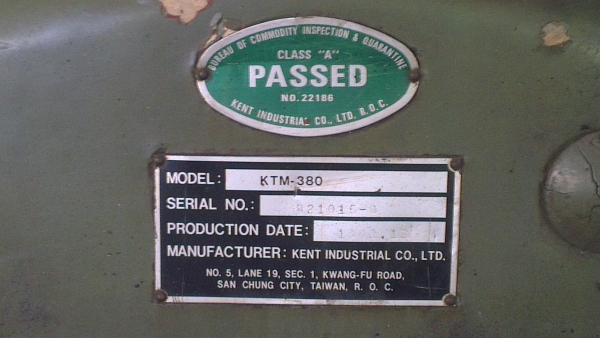 BUREAU OF COMMODITY INSPECTION & QUARANTINE
CLASS "A"
PASSED
NO. 22186
KENT INDUSTRIAL CO., LTD. R.O.C.
MODEL: KTM-380
SERIAL NO.:
PRODUCTION DATE:
MANUFACTURER: KENT INDUSTRIAL CO., LTD.
NO. 5, LANE 19, SEC. 1, KWANG-FU ROAD,
SAN CHUNG CITY, TAIWAN, R. O. C.